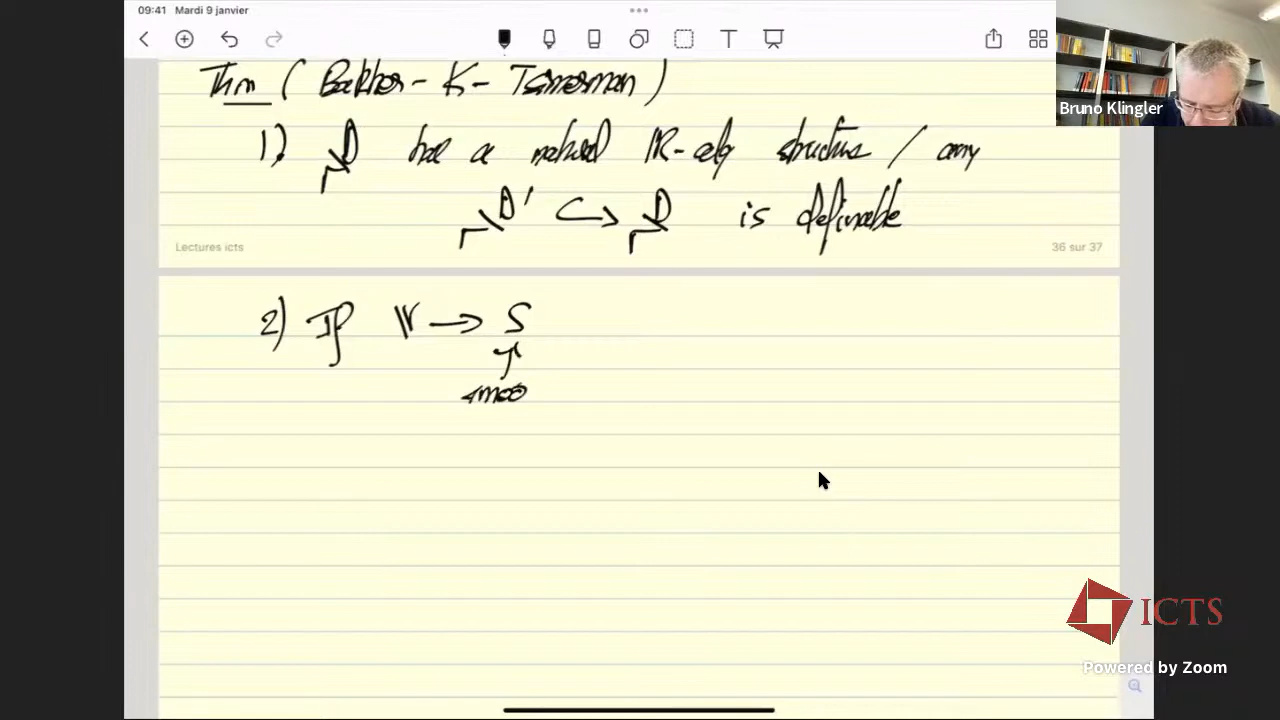 09:41 Mardi 9 janvier
Bruno Klingler
Thm (Bakker - K - Tsimerman)
1) Γ\D has a natural ℝ-alg structure / any
Γ'\D' ↪ Γ\D is definable
Lectures icts
36 sur 37
2) If 𝕍 → S
↑
ICTS
Powered by Zoom